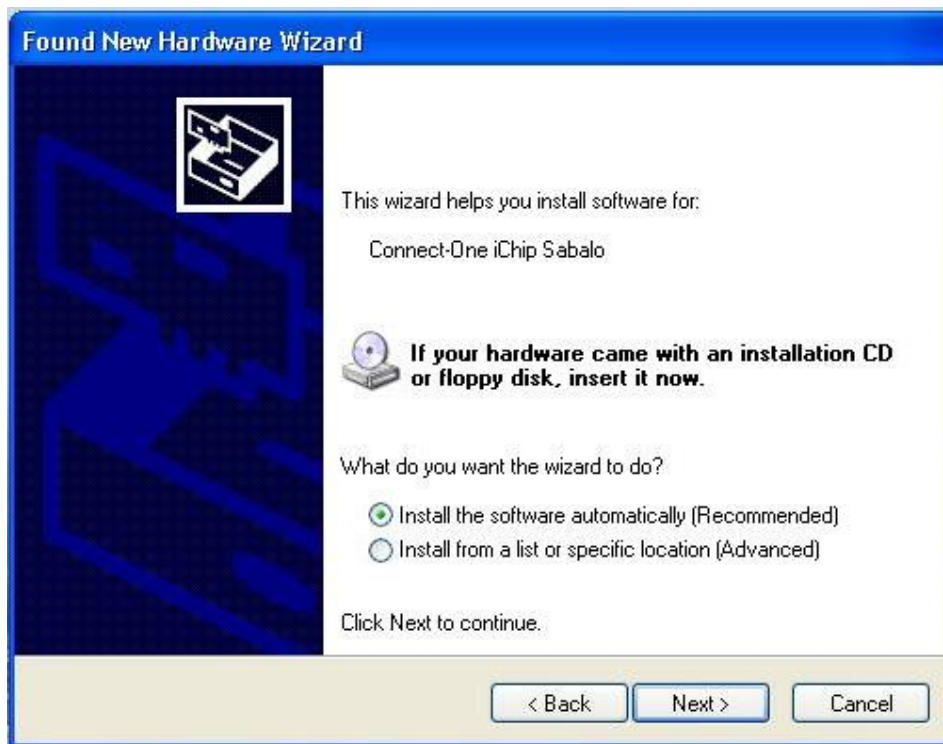 Found New Hardware Wizard
This wizard helps you install software for:
Connect-One iChip Sabalo
If your hardware came with an installation CD
or floppy disk, insert it now.
What do you want the wizard to do?
Install the software automatically (Recommended)
Install from a list or specific location (Advanced)
Click Next to continue.
< Back Next > Cancel